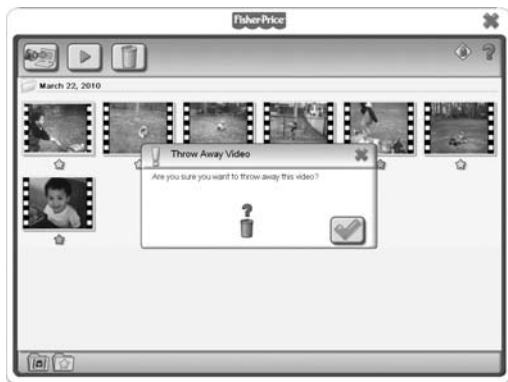 Fisher-Price
?
March 22, 2010
! Throw Away Video
Are you sure you want to throw away this video?
?